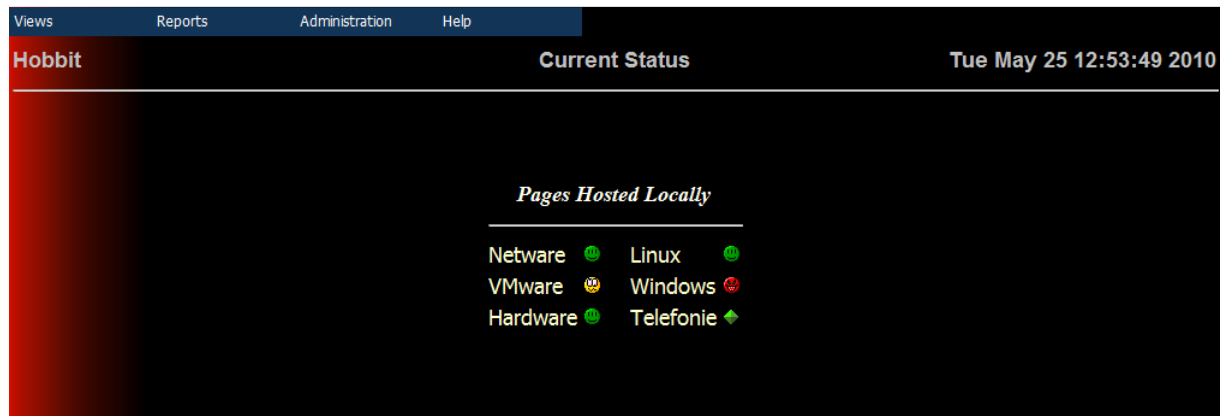 Views Reports Administration Help
Hobbit Current Status Tue May 25 12:53:49 2010
Pages Hosted Locally
Netware Linux
VMware Windows
Hardware Telefonie